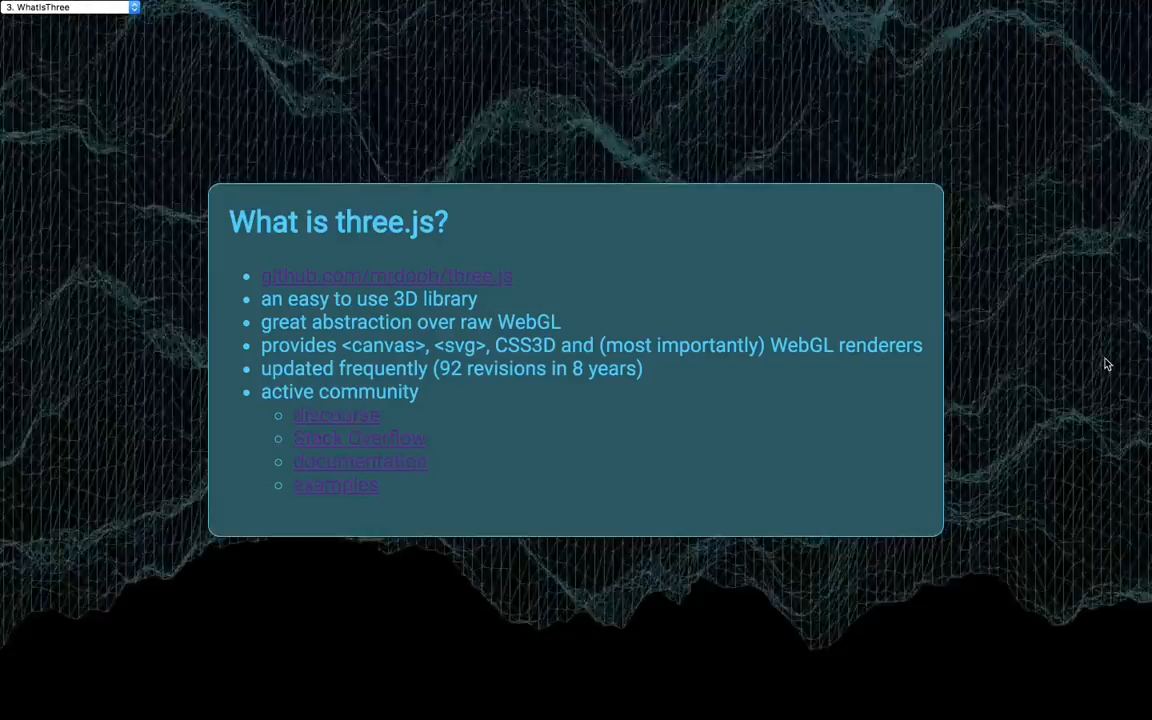 3. WhatIsThree
What is three.js?
github.com/mrdoob/three.js
an easy to use 3D library
great abstraction over raw WebGL
provides <canvas>, <svg>, CSS3D and (most importantly) WebGL renderers
updated frequently (92 revisions in 8 years)
active community
discourse
Stack Overflow
documentation
examples